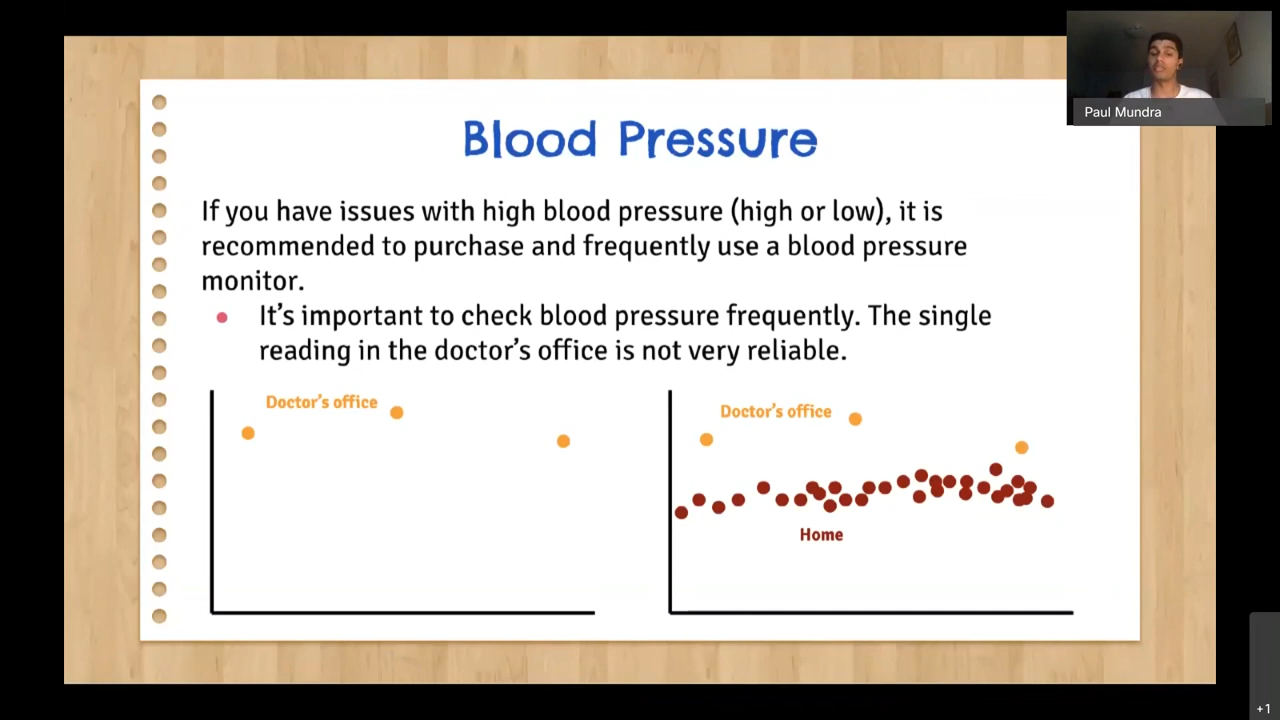 Paul Mundra
Blood Pressure
If you have issues with high blood pressure (high or low), it is
recommended to purchase and frequently use a blood pressure
monitor.
It's important to check blood pressure frequently. The single
reading in the doctor's office is not very reliable.
Doctor's office
Doctor's office
Home
+1